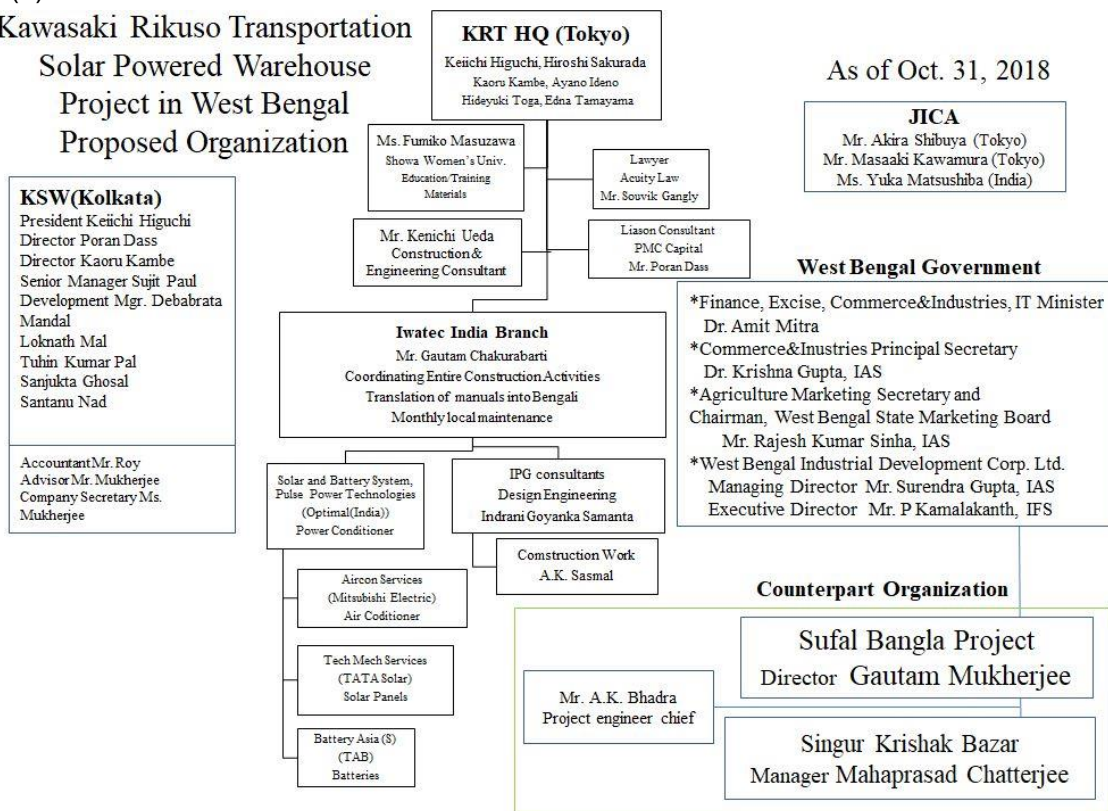 Kawasaki Rikuso Transportation
Solar Powered Warehouse
Project in West Bengal
Proposed Organization
KRT HQ (Tokyo)
Keiichi Higuchi, Hiroshi Sakurada
Kaoru Kambe, Ayano Ideno
Hideyuki Toga, Edna Tamayama
As of Oct. 31, 2018
JICA
Mr. Akira Shibuya (Tokyo)
Mr. Masaaki Kawamura (Tokyo)
Ms. Yuka Matsushiba (India)
Ms. Fumiko Masuzawa
Showa Women's Univ.
Education/Training
Materials
Lawyer
Acuity Law
Mr. Souvik Gangly
Mr. Kenichi Ueda
Construction &
Engineering Consultant
Liason Consultant
PMC Capital
Mr. Poran Dass
KSW(Kolkata)
President Keiichi Higuchi
Director Poran Dass
Director Kaoru Kambe
Senior Manager Sujit Paul
Development Mgr. Debabrata
Mandal
Loknath Mal
Tuhin Kumar Pal
Sanjukta Ghosal
Santanu Nad
Accountant Mr. Roy
Advisor Mr. Mukherjee
Company Secretary Ms.
Mukherjee
Iwatec India Branch
Mr. Gautam Chakurabarti
Coordinating Entire Construction Activities
Translation of manuals into Bengali
Monthly local maintenance
Solar and Battery System,
Pulse Power Technologies
(Optimal(India))
Power Conditioner
IPG consultants
Design Engineering
Indrani Goyanka Samanta
Comstruction Work
A.K. Sasmal
Aircon Services
(Mitsubishi Electric)
Air Coditioner
Tech Mech Services
(TATA Solar)
Solar Panels
Battery Asia (S)
(TAB)
Batteries
West Bengal Government
*Finance, Excise, Commerce&Industries, IT Minister
Dr. Amit Mitra
*Commerce&Inustries Principal Secretary
Dr. Krishna Gupta, IAS
*Agriculture Marketing Secretary and
Chairman, West Bengal State Marketing Board
Mr. Rajesh Kumar Sinha, IAS
*West Bengal Industrial Development Corp. Ltd.
Managing Director Mr. Surendra Gupta, IAS
Executive Director Mr. P Kamalakanth, IFS
Counterpart Organization
Sufal Bangla Project
Director Gautam Mukherjee
Mr. A.K. Bhadra
Project engineer chief
Singur Krishak Bazar
Manager Mahaprasad Chatterjee